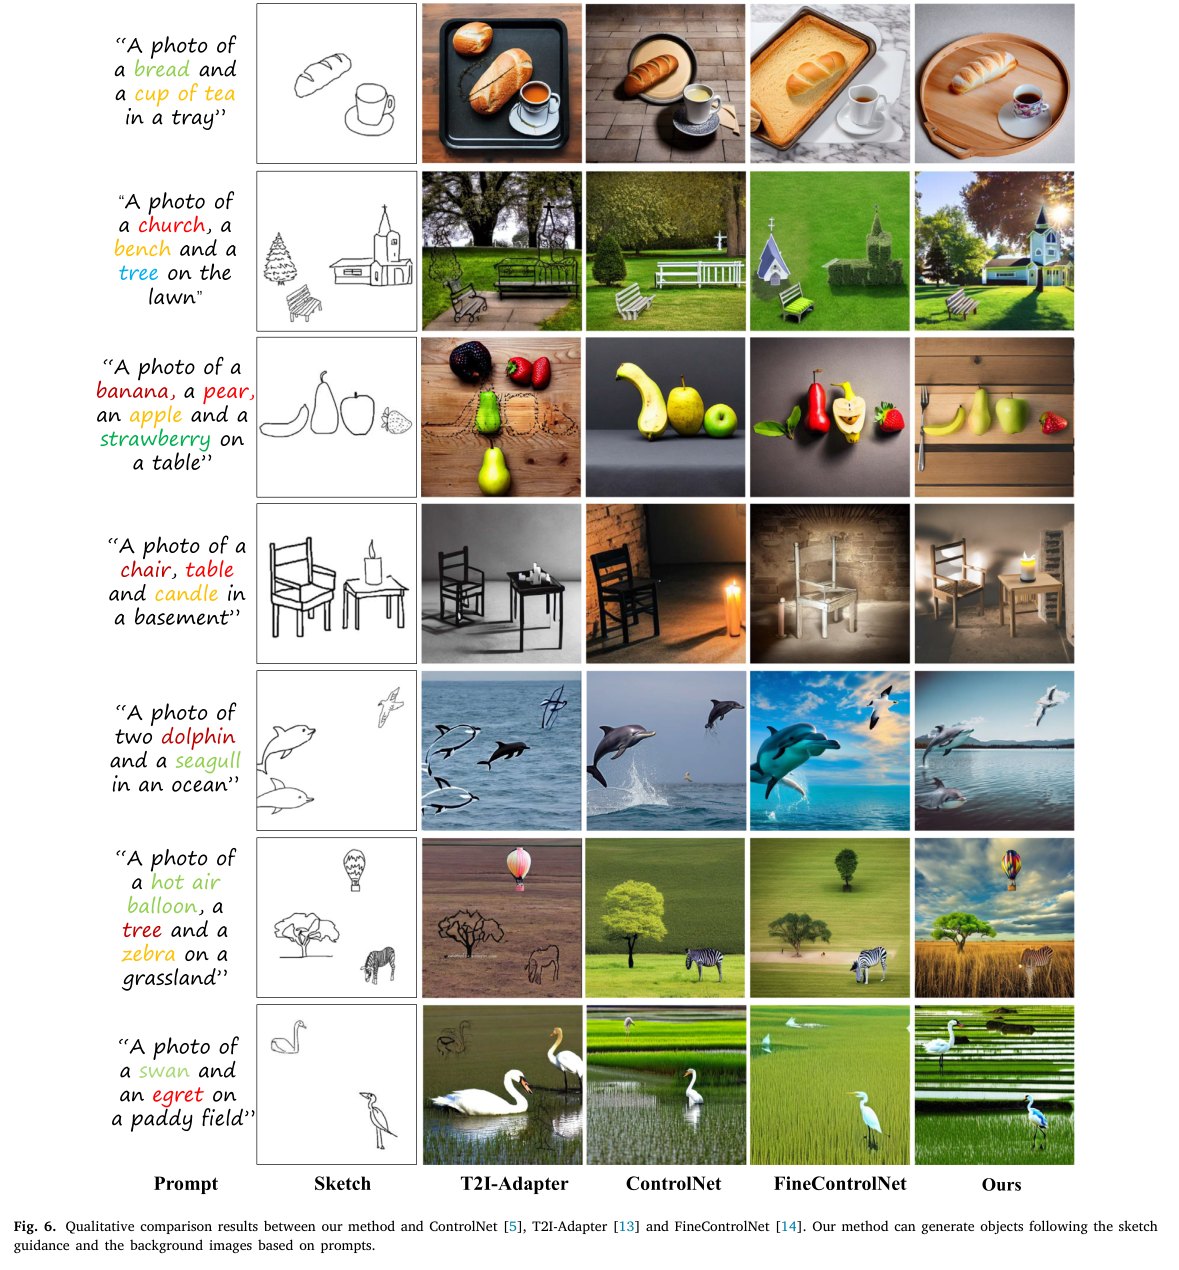 “A photo of
a bread and
a cup of tea
in a tray”
“A photo of
a church, a
bench and a
tree on the
lawn”
“A photo of a
banana, a pear,
an apple and a
strawberry on
a table”
“A photo of a
chair, table
and candle in
a basement”
“A photo of
two dolphin
and a seagull
in an ocean”
“A photo of
a hot air
balloon, a
tree and a
zebra on a
grassland”
“A photo of
a swan and
an egret on
a paddy field”
Prompt Sketch T2I-Adapter ControlNet FineControlNet Ours
Fig. 6. Qualitative comparison results between our method and ControlNet [5], T2I-Adapter [13] and FineControlNet [14]. Our method can generate objects following the sketch
guidance and the background images based on prompts.